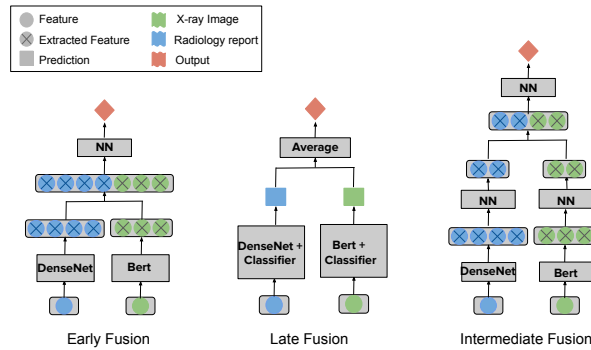 Feature
X-ray Image
Extracted Feature
Radiology report
Prediction
Output
NN
DenseNet
Bert
Early Fusion
Average
DenseNet +
Classifier
Bert +
Classifier
Late Fusion
NN
NN
NN
DenseNet
Bert
Intermediate Fusion